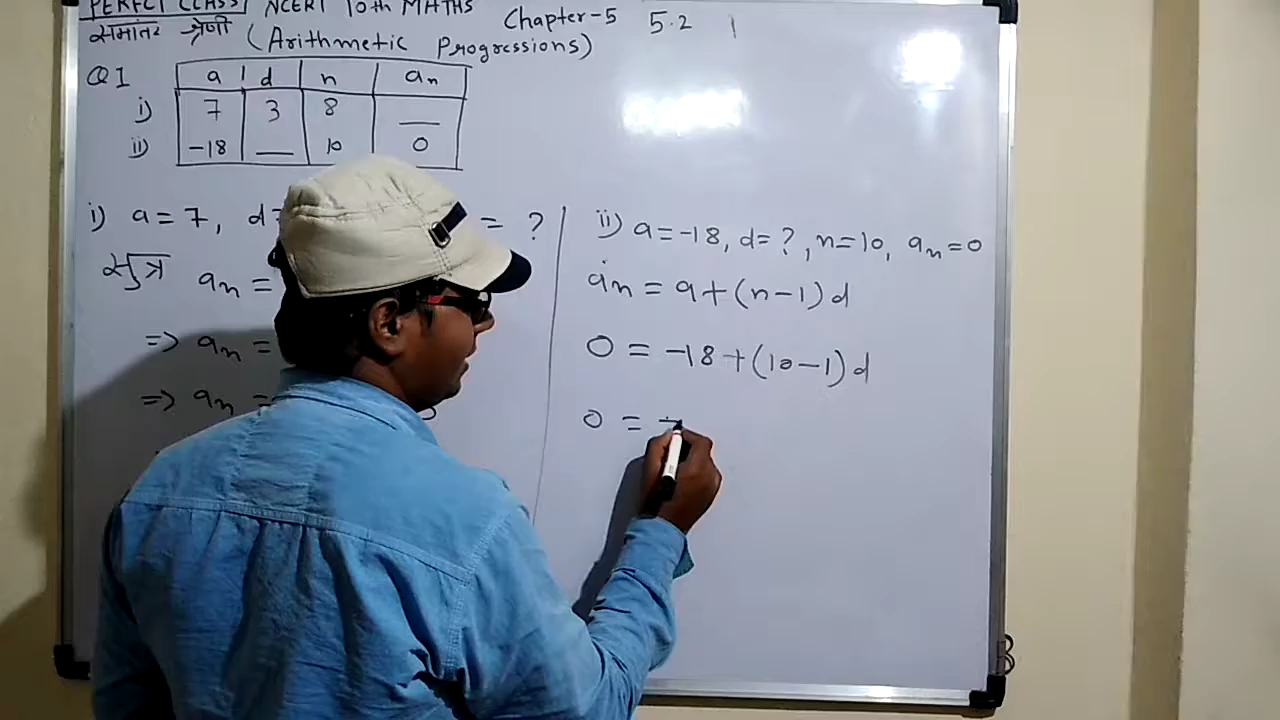 PERFECT CLASS NCERT 10th MATHS Chapter-5 5.2
समांतर श्रेणी (Arithmetic Progressions)
Q1 a d n an
i) 7 3 8 __
ii) -18 __ 10 0
i) a = 7, d = ?
सूत्र an =
=> an =
=> an =
ii) a = -18, d = ?, n = 10, an = 0
an = a + (n-1) d
0 = -18 + (10-1) d
0 =